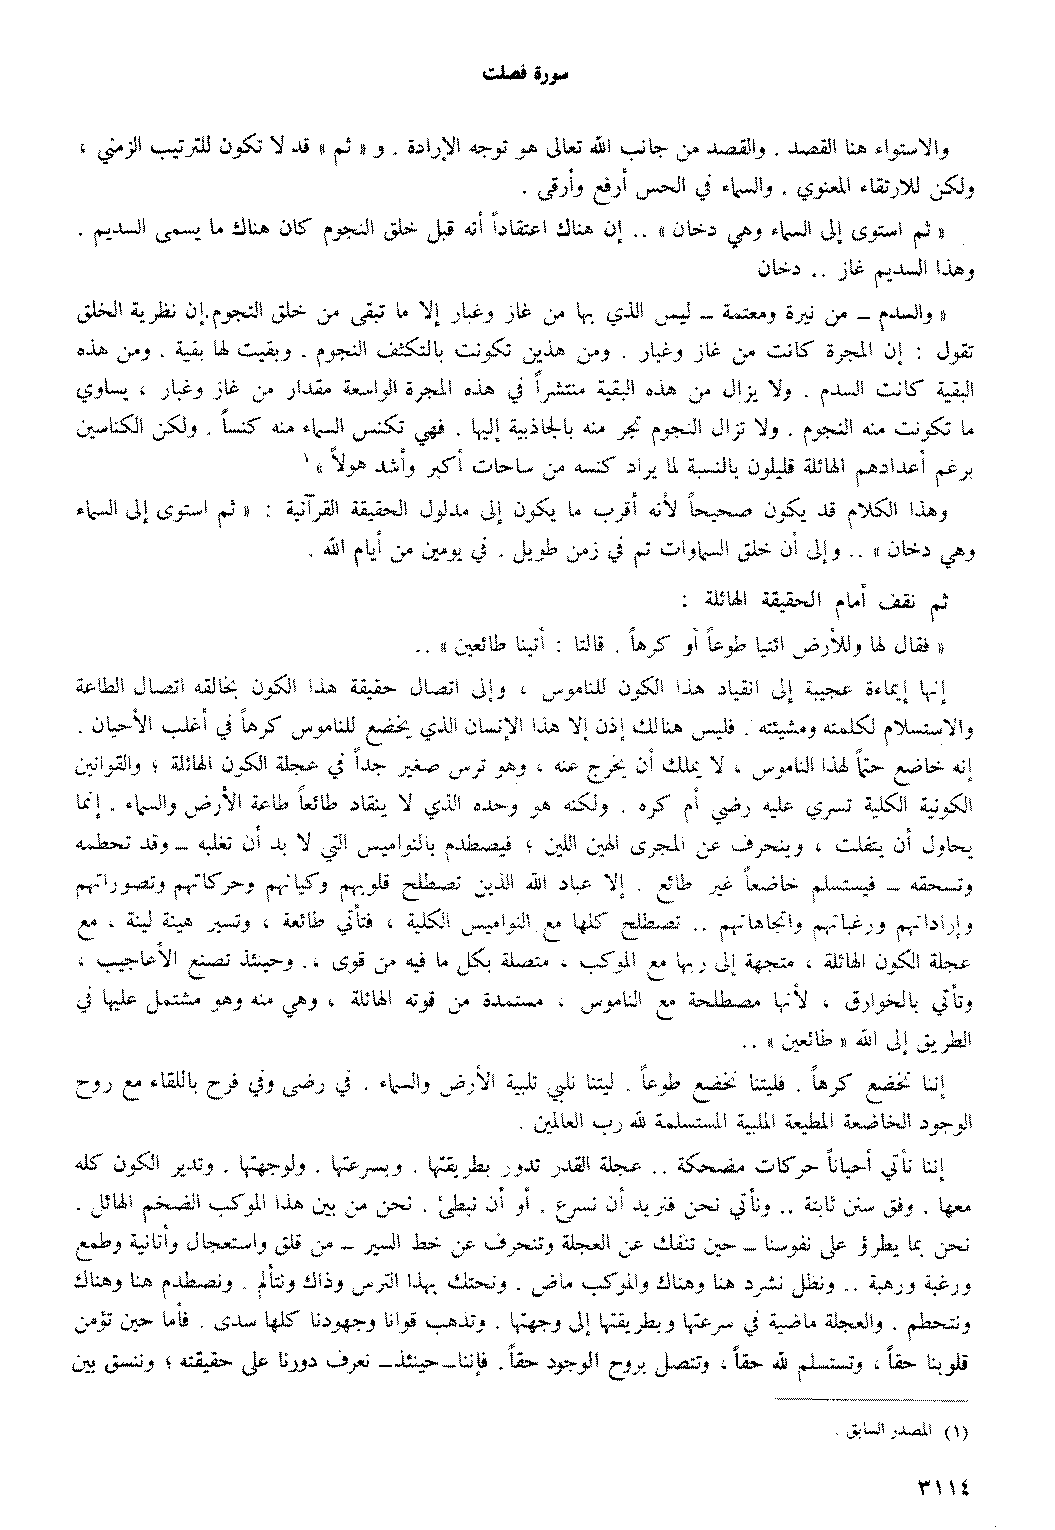 سورة فصلت
والاستواء هنا القصد . والقصد من جانب الله تعالى هو توجه الإرادة . و « ثم » قد لا تكون للترتيب الزمني ،
ولكن للارتقاء المعنوي . والسماء في الحس أرفع وأرقى .
« ثم استوى إلى السماء وهي دخان » .. إن هناك اعتقاداً أنه قبل خلق النجوم كان هناك ما يسمى السديم .
وهذا السديم غاز .. دخان
« والسدم – من نيرة ومعتمة – ليس الذي بها من غاز وغبار إلا ما تبقى من خلق النجوم.إن نظرية الخلق
تقول : إن المجرة كانت من غاز وغبار . ومن هذين تكونت بالتكثف النجوم . وبقيت لها بقية . ومن هذه
البقية كانت السدم . ولا يزال من هذه البقية منتشراً في هذه المجرة الواسعة مقدار من غاز وغبار ، يساوي
ما تكونت منه النجوم . ولا تزال النجوم تجر منه بالجاذبية إليها . فهي تكنس السماء منه كنساً . ولكن الكناسين
برغم أعدادهم الهائلة قليلون بالنسبة لما يراد كنسه من ساحات أكبر وأشد هولاً » ١
وهذا الكلام قد يكون صحيحاً لأنه أقرب ما يكون إلى مدلول الحقيقة القرآنية : « ثم استوى إلى السماء
وهي دخان » .. وإلى أن خلق السماوات تم في زمن طويل . في يومين من أيام الله .
ثم نقف أمام الحقيقة الهائلة :
« فقال لها وللأرض ائتيا طوعاً أو كرهاً . قالتا : أتينا طائعين » ..
إنها إيماءة عجيبة إلى انقياد هذا الكون للناموس ، وإلى اتصال حقيقة هذا الكون بخالقه اتصال الطاعة
والاستسلام لكلمته ومشيئته . فليس هنالك إذن إلا هذا الإنسان الذي يخضع للناموس كرهاً في أغلب الأحيان .
إنه خاضع حتماً لهذا الناموس ، لا يملك أن يخرج عنه ، وهو ترس صغير جداً في عجلة الكون الهائلة ؛ والقوانين
الكونية الكلية تسري عليه رضي أم كره . ولكنه هو وحده الذي لا ينقاد طائعاً طاعة الأرض والسماء . إنما
يحاول أن يتفلت ، وينحرف عن المجرى الهين اللين ؛ فيصطدم بالنواميس التي لا بد أن تغلبه – وقد تحطمه
وتسحقه – فيستسلم خاضعاً غير طائع . إلا عباد الله الذين تصطلح قلوبهم وكيانهم وحركاتهم وتصوراتهم
وإراداتهم ورغباتهم واتجاهاتهم .. تصطلح كلها مع النواميس الكلية ، فتأتي طائعة ، وتسير هينة لينة ، مع
عجلة الكون الهائلة ، متجهة إلى ربها مع الموكب ، متصلة بكل ما فيه من قوى .. وحينئذ تصنع الأعاجيب ،
وتأتي بالخوارق ، لأنها مصطلحة مع الناموس ، مستمدة من قوته الهائلة ، وهي منه وهو مشتمل عليها في
الطريق إلى الله « طائعين » ..
إننا نخضع كرهاً . فليتنا نخضع طوعاً . ليتنا نلبي تلبية الأرض والسماء . في رضى وفي فرح باللقاء مع روح
الوجود الخاضعة المطيعة الملبية المستسلمة لله رب العالمين .
إننا نأتي أحياناً حركات مضحكة .. عجلة القدر تدور بطريقتها . وبسرعتها . ولوجهتها . وتدير الكون كله
معها . وفق سنن ثابتة .. ونأتي نحن فنريد أن نسرع . أو أن نبطئ . نحن من بين هذا الموكب الضخم الهائل .
نحن بما يطرؤ على نفوسنا – حين تنفك عن العجلة وتنحرف عن خط السير – من قلق واستعجال وأنانية وطمع
ورغبة ورهبة .. ونظل نشرد هنا وهناك والموكب ماض . ونحتك بهذا الترس وذاك ونتألم . ونصطدم هنا وهناك
ونتحطم . والعجلة ماضية في سرعتها وبطريقتها إلى وجهتها . وتذهب قوانا وجهودنا كلها سدى . فأما حين تؤمن
قلوبنا حقاً ، وتستسلم لله حقاً ، وتتصل بروح الوجود حقاً . فإننا–حينئذ– نعرف دورنا على حقيقته ؛ وننسق بين
(١) المصدر السابق .
٣١١٤